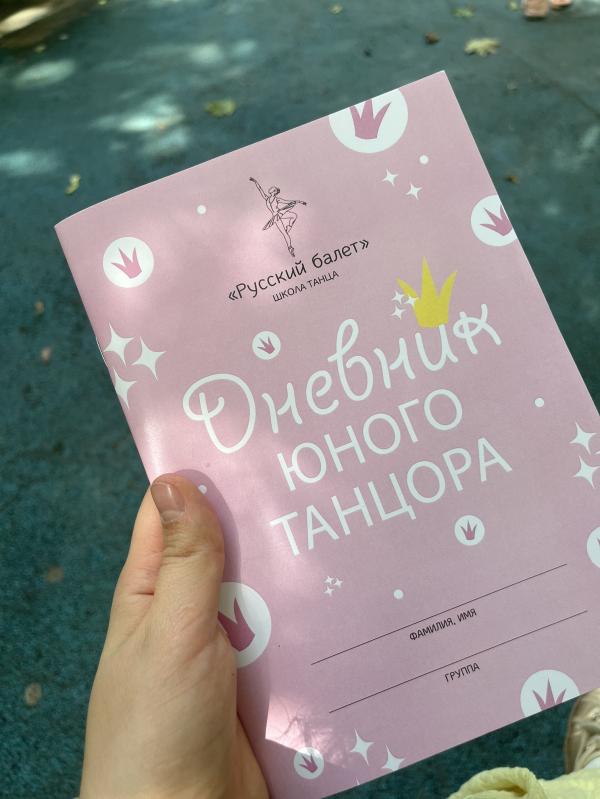 «Русский балет»
ШКОЛА ТАНЦА
Дневник
ЮНОГО
ТАНЦОРА
ФАМИЛИЯ, ИМЯ
ГРУППА